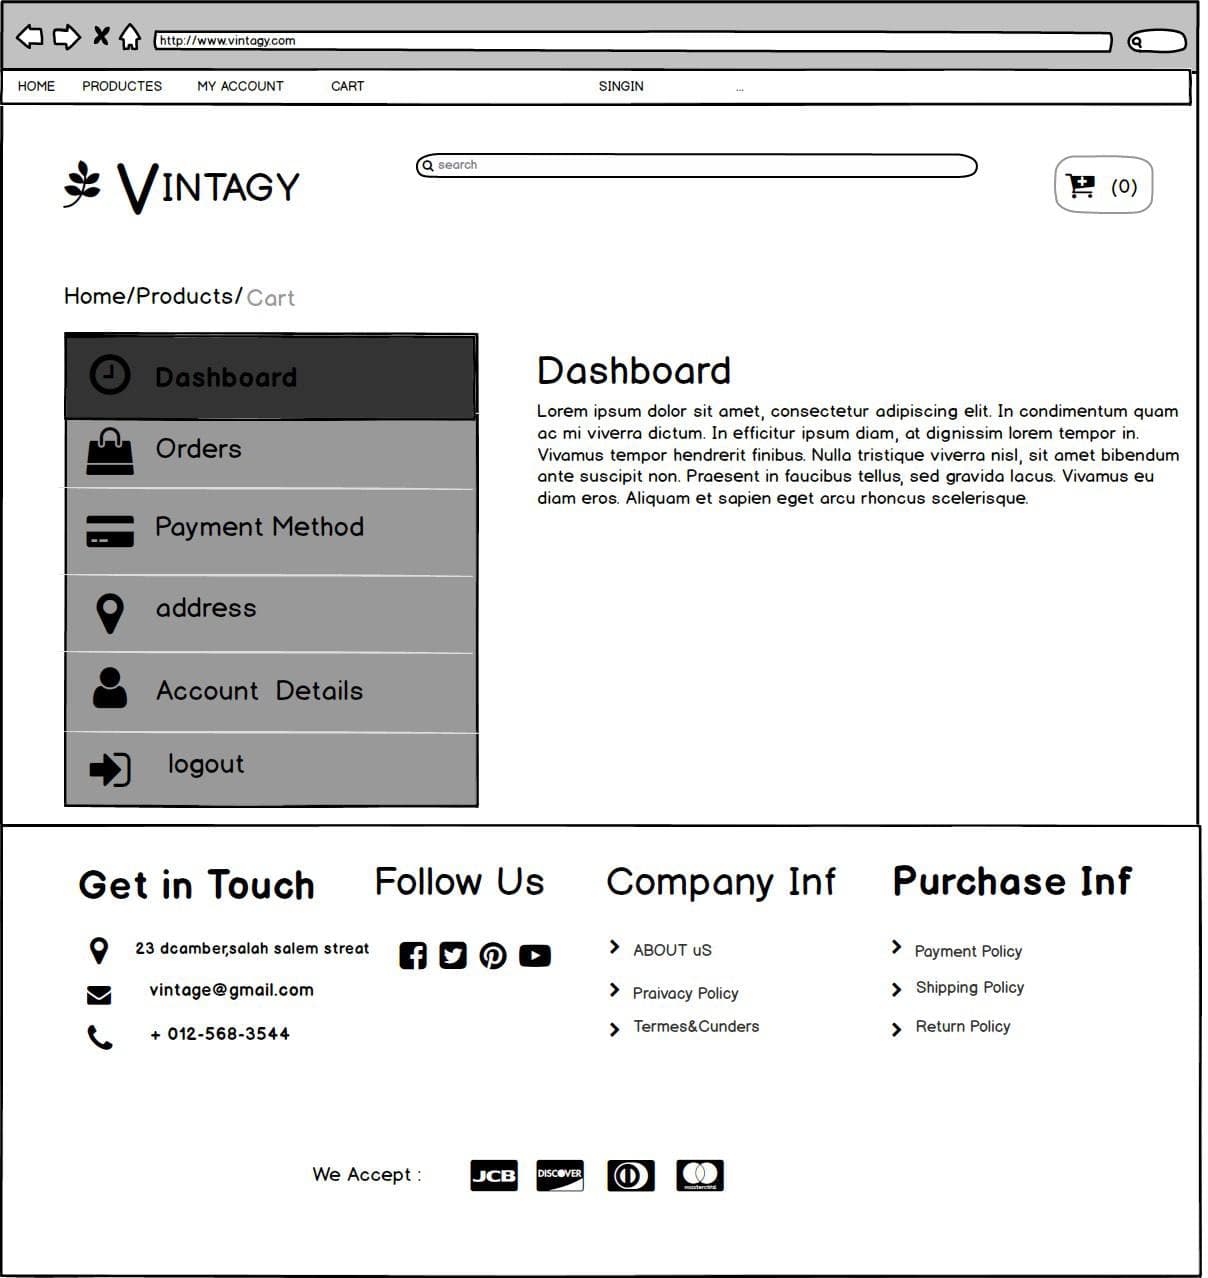 http://www.vintagy.com
HOME PRODUCTES MY ACCOUNT CART SINGIN ...
VINTAGY
search
(0)
Home/Products/Cart
Dashboard
Orders
Payment Method
address
Account Details
logout
Dashboard
Lorem ipsum dolor sit amet, consectetur adipiscing elit. In condimentum quam
ac mi viverra dictum. In efficitur ipsum diam, at dignissim lorem tempor in.
Vivamus tempor hendrerit finibus. Nulla tristique viverra nisl, sit amet bibendum
ante suscipit non. Praesent in faucibus tellus, sed gravida lacus. Vivamus eu
diam eros. Aliquam et sapien eget arcu rhoncus scelerisque.
Get in Touch
23 dcamber,salah salem streat
vintage@gmail.com
+ 012-568-3544
Follow Us
Company Inf
ABOUT uS
Praivacy Policy
Termes&Cunders
Purchase Inf
Payment Policy
Shipping Policy
Return Policy
We Accept :
JCB
DISCOVER
mastercard